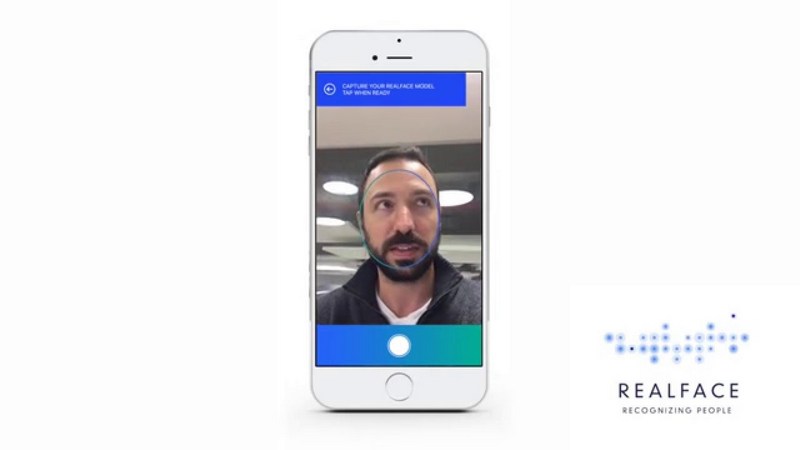 CAPTURE YOUR REALFACE MODEL
TAP WHEN READY
REALFACE
RECOGNIZING PEOPLE